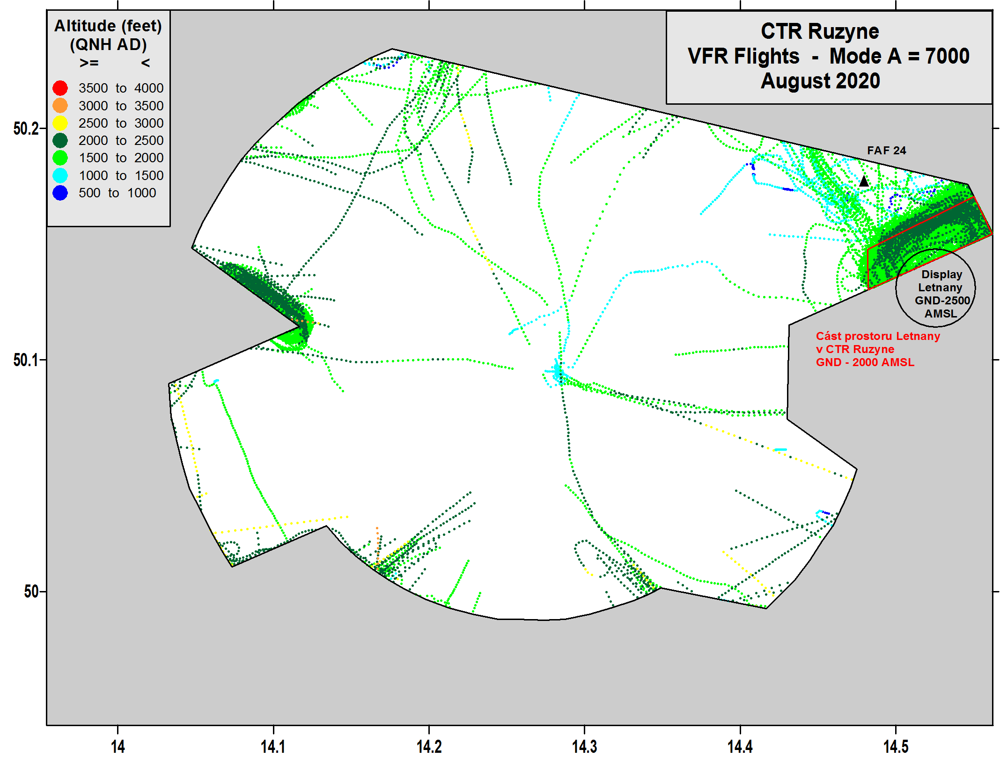 Altitude (feet)
(QNH AD)
>= <
3500 to 4000
3000 to 3500
2500 to 3000
2000 to 2500
1500 to 2000
1000 to 1500
500 to 1000
CTR Ruzyne
VFR Flights - Mode A = 7000
August 2020
FAF 24
Display
Letnany
GND-2500
AMSL
Cást prostoru Letnany
v CTR Ruzyne
GND - 2000 AMSL
50.2
50.1
50
14
14.1
14.2
14.3
14.4
14.5